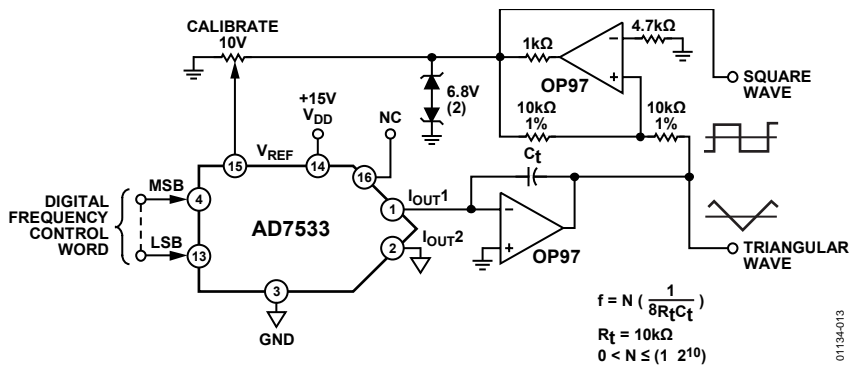 CALIBRATE
10V
1kΩ
4.7kΩ
OP97
SQUARE
WAVE
6.8V
(2)
+15V
VDD
NC
10kΩ
1%
10kΩ
1%
Ct
VREF
15
14
16
MSB
4
IOUT1
1
DIGITAL
FREQUENCY
CONTROL
WORD
AD7533
IOUT2
2
LSB
13
OP97
TRIANGULAR
WAVE
3
GND
f = N ( 1
8RtCt )
Rt = 10kΩ
0 < N ≤ (1 2^10)
01134-013